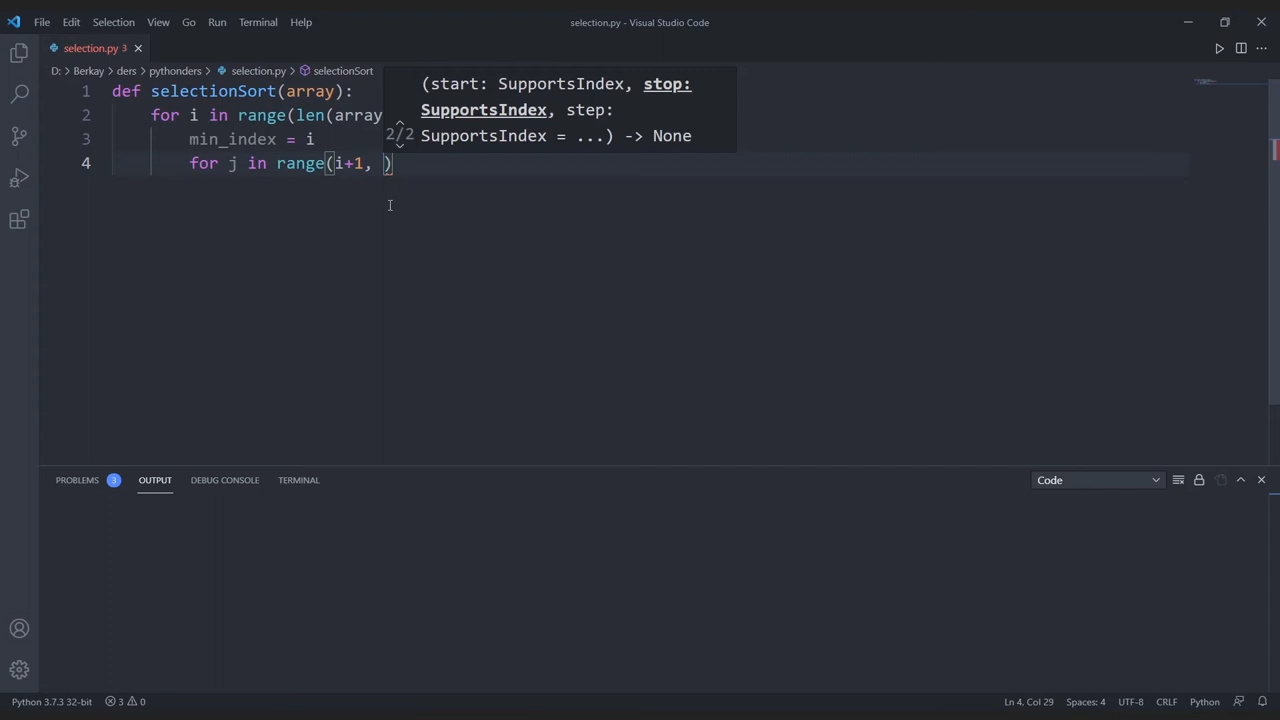 File Edit Selection View Go Run Terminal Help
selection.py - Visual Studio Code
selection.py 3
D: > Berkay > ders > pythonders > selection.py > selectionSort
1 def selectionSort(array):
2 for i in range(len(array
3 min_index = i
4 for j in range(i+1, )
(start: SupportsIndex, stop:
SupportsIndex, step:
2/2 SupportsIndex = ...) -> None
PROBLEMS 3 OUTPUT DEBUG CONSOLE TERMINAL
Code
Python 3.7.3 32-bit 3 0
Ln 4, Col 29 Spaces: 4 UTF-8 CRLF Python